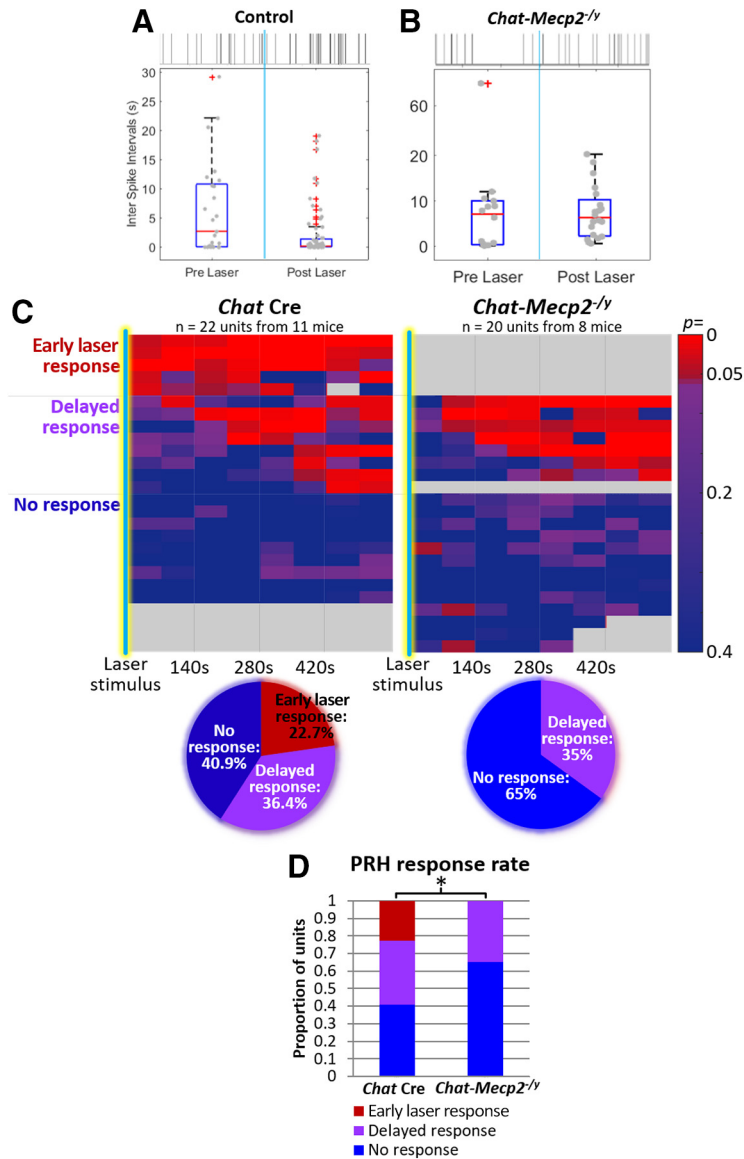 A
Control
B
Chat-Mecp2-/y
Inter Spike Intervals (s)
30
25
20
15
10
5
0
Pre Laser
Post Laser
60
20
10
0
Pre Laser
Post Laser
C
Chat Cre
n = 22 units from 11 mice
Chat-Mecp2-/y
n = 20 units from 8 mice
p=
0
0.05
0.2
0.4
Early laser
response
Delayed
response
No response
Laser
stimulus
140s
280s
420s
Laser
stimulus
140s
280s
420s
Early laser
response:
22.7%
No
response:
40.9%
Delayed
response:
36.4%
Delayed
response:
35%
No response:
65%
D
PRH response rate
*
Proportion of units
1
0.9
0.8
0.7
0.6
0.5
0.4
0.3
0.2
0.1
0
Chat Cre
Chat-Mecp2-/y
Early laser response
Delayed response
No response